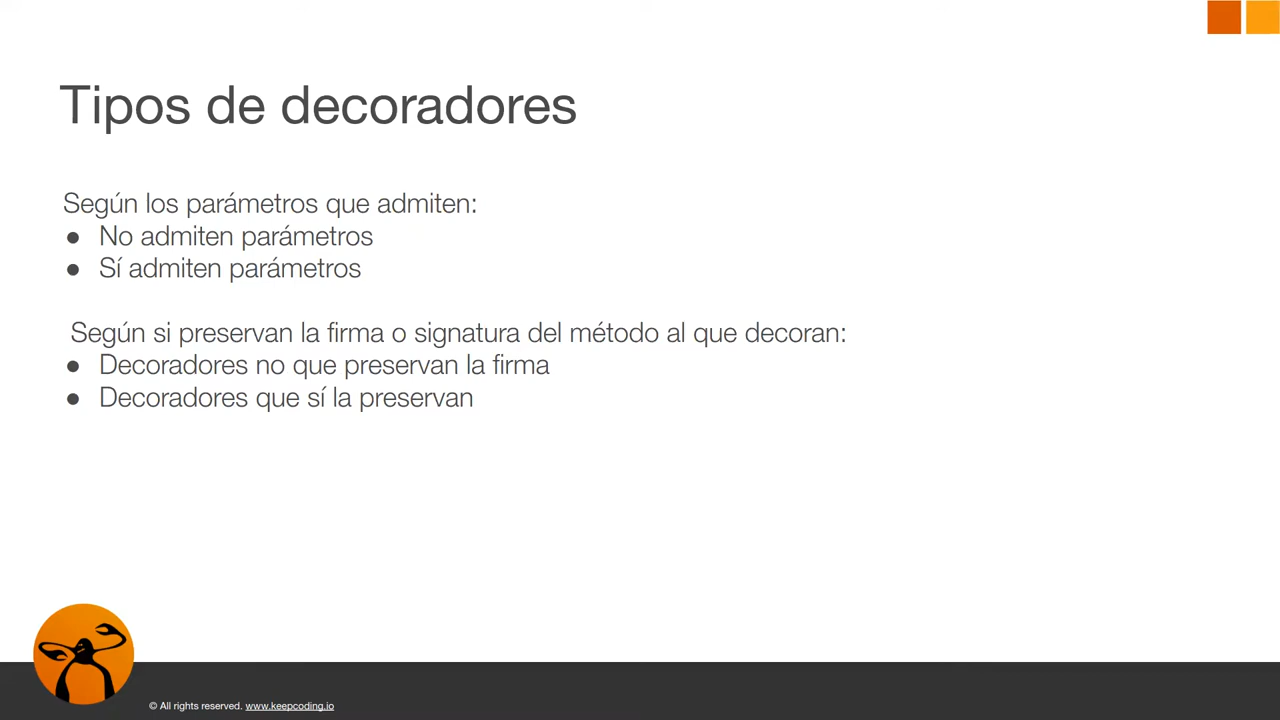 Tipos de decoradores
Según los parámetros que admiten:
● No admiten parámetros
● Sí admiten parámetros
Según si preservan la firma o signatura del método al que decoran:
● Decoradores no que preservan la firma
● Decoradores que sí la preservan
© All rights reserved. www.keepcoding.io